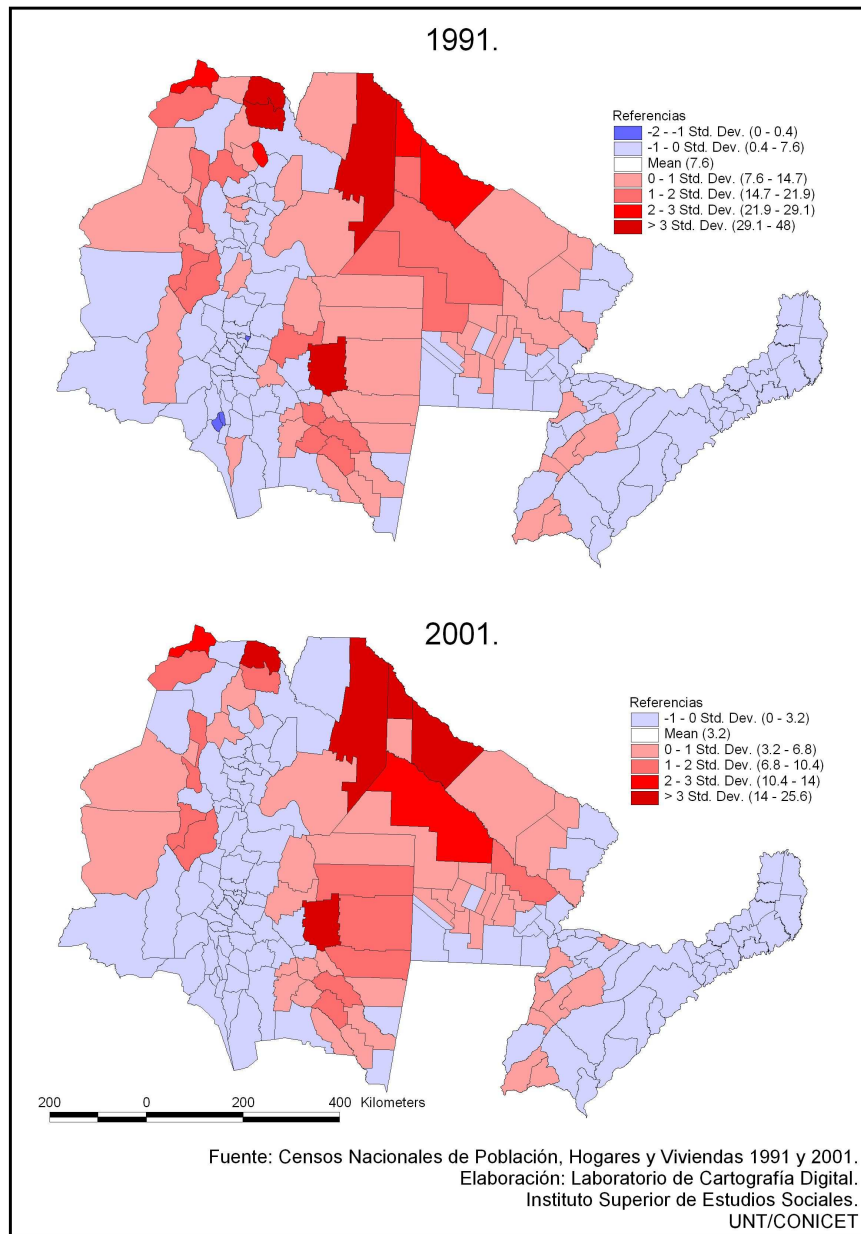 1991.
Referencias
-2 - -1 Std. Dev. (0 - 0.4)
-1 - 0 Std. Dev. (0.4 - 7.6)
Mean (7.6)
0 - 1 Std. Dev. (7.6 - 14.7)
1 - 2 Std. Dev. (14.7 - 21.9)
2 - 3 Std. Dev. (21.9 - 29.1)
> 3 Std. Dev. (29.1 - 48)
2001.
Referencias
-1 - 0 Std. Dev. (0 - 3.2)
Mean (3.2)
0 - 1 Std. Dev. (3.2 - 6.8)
1 - 2 Std. Dev. (6.8 - 10.4)
2 - 3 Std. Dev. (10.4 - 14)
> 3 Std. Dev. (14 - 25.6)
200 0 200 400 Kilometers
Fuente: Censos Nacionales de Población, Hogares y Viviendas 1991 y 2001.
Elaboración: Laboratorio de Cartografía Digital.
Instituto Superior de Estudios Sociales.
UNT/CONICET